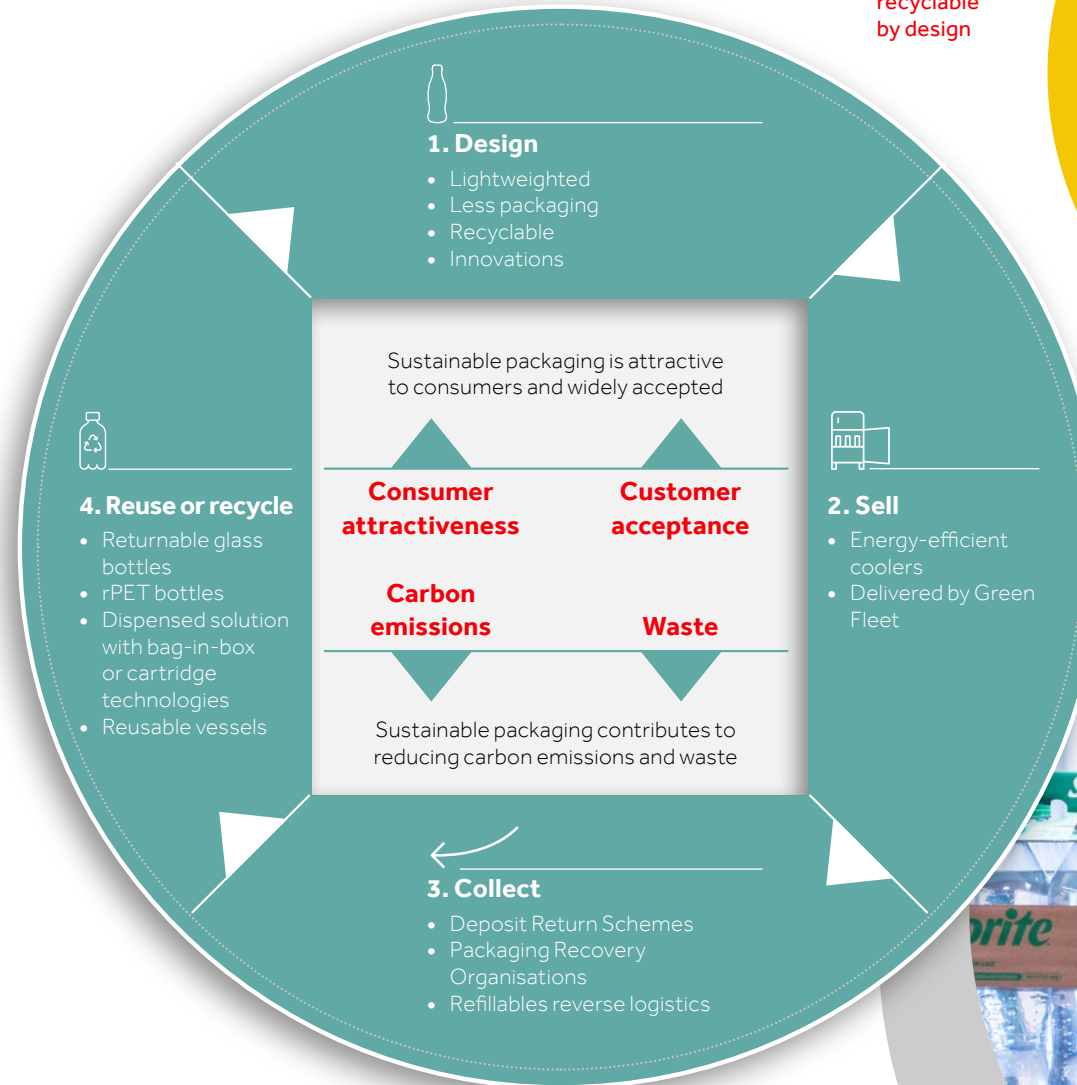 recyclable
by design
1. Design
• Lightweighted
• Less packaging
• Recyclable
• Innovations
Sustainable packaging is attractive
to consumers and widely accepted
Consumer
attractiveness
Customer
acceptance
Carbon
emissions
Waste
Sustainable packaging contributes to
reducing carbon emissions and waste
2. Sell
• Energy-efficient
coolers
• Delivered by Green
Fleet
3. Collect
• Deposit Return Schemes
• Packaging Recovery
Organisations
• Refillables reverse logistics
4. Reuse or recycle
• Returnable glass
bottles
• rPET bottles
• Dispensed solution
with bag-in-box
or cartridge
technologies
• Reusable vessels
rite